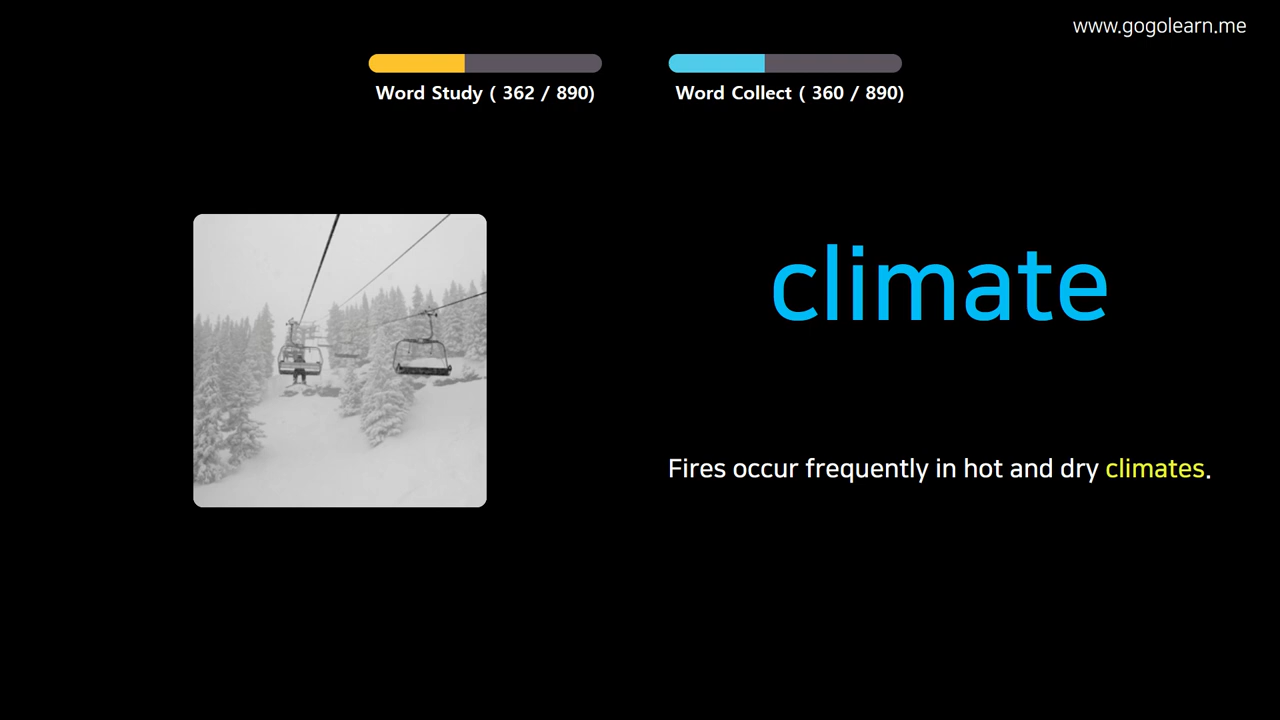 www.gogolearn.me
Word Study ( 362 / 890)
Word Collect ( 360 / 890)
climate
Fires occur frequently in hot and dry climates.